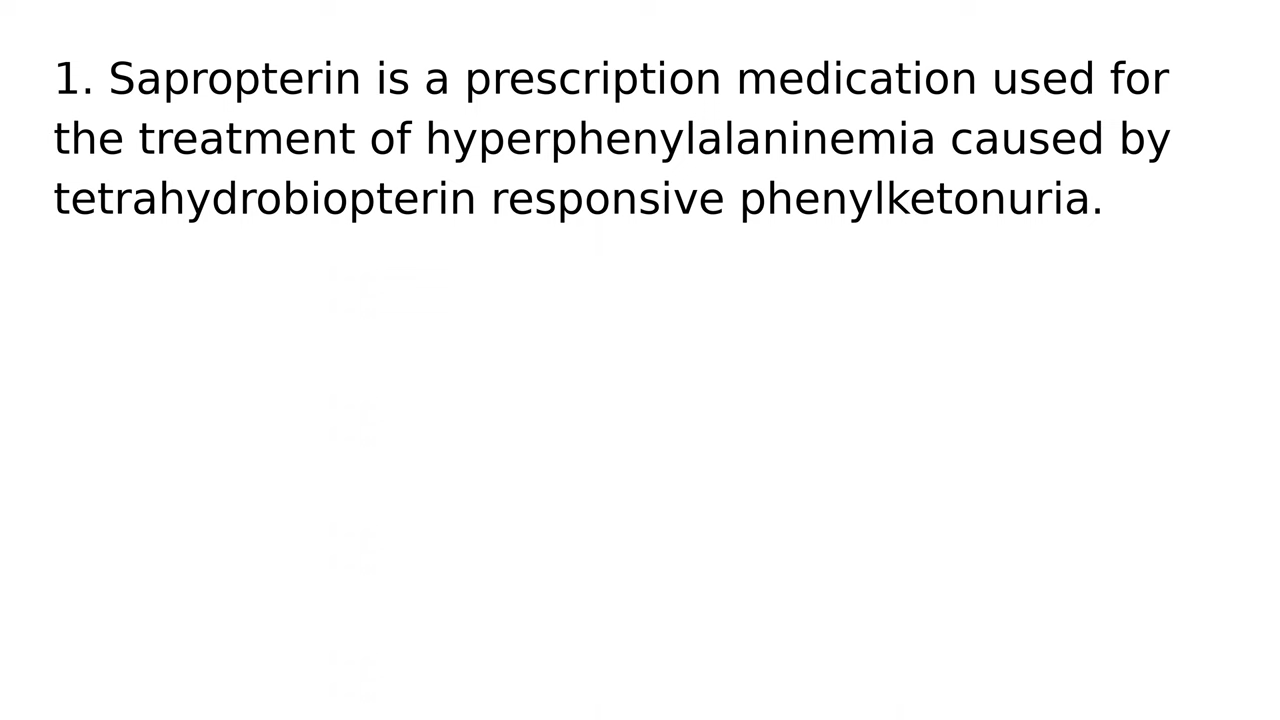 1. Sapropterin is a prescription medication used for
the treatment of hyperphenylalaninemia caused by
tetrahydrobiopterin responsive phenylketonuria.